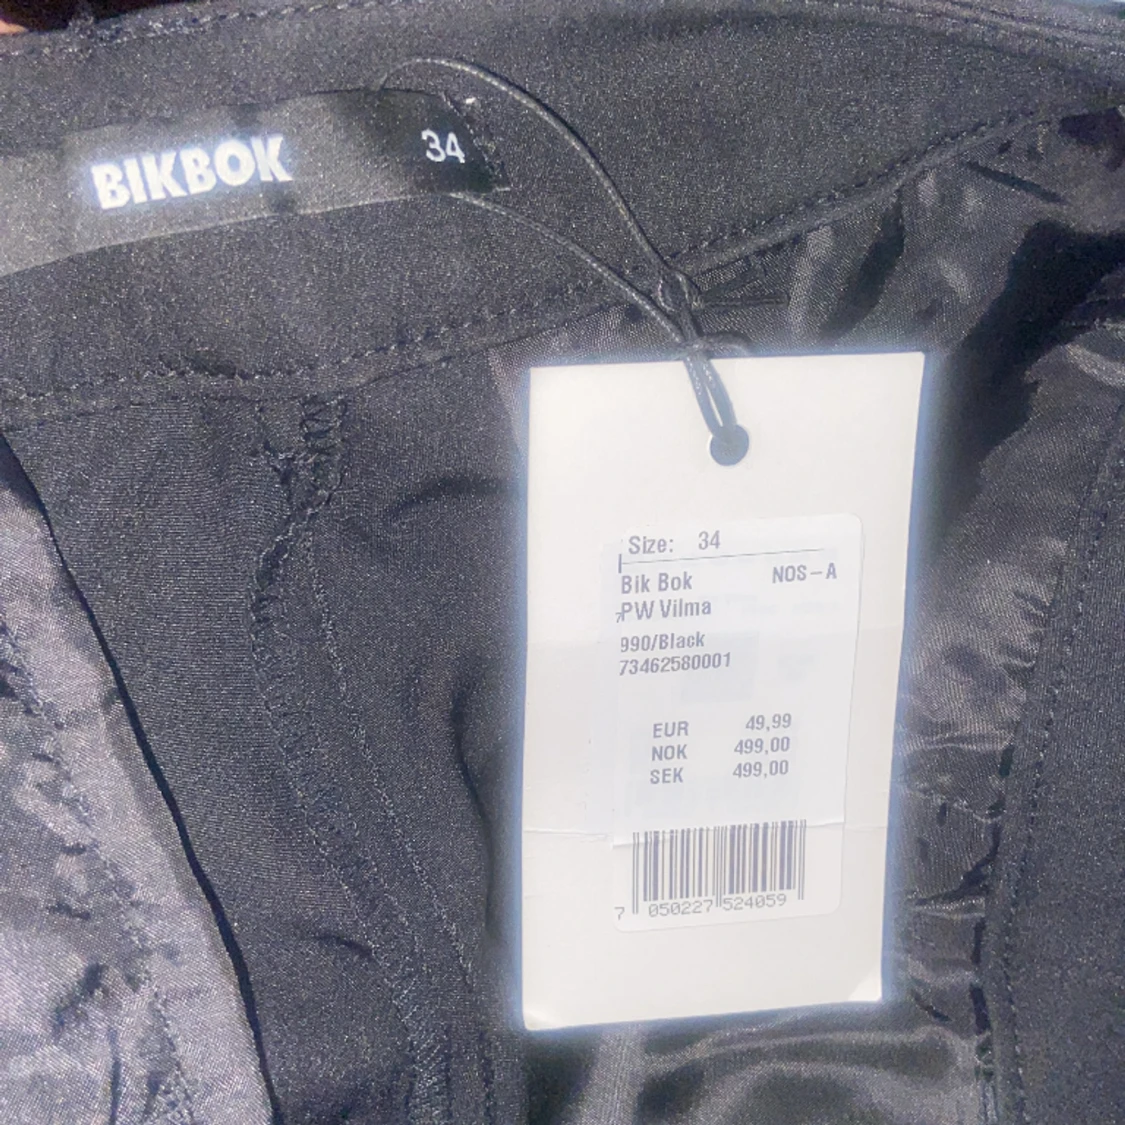 BIKBOK 34
Size: 34
Bik Bok NOS-A
PW Vilma
990/Black
73462580001
EUR 49,99
NOK 499,00
SEK 499,00
7 050227 524059